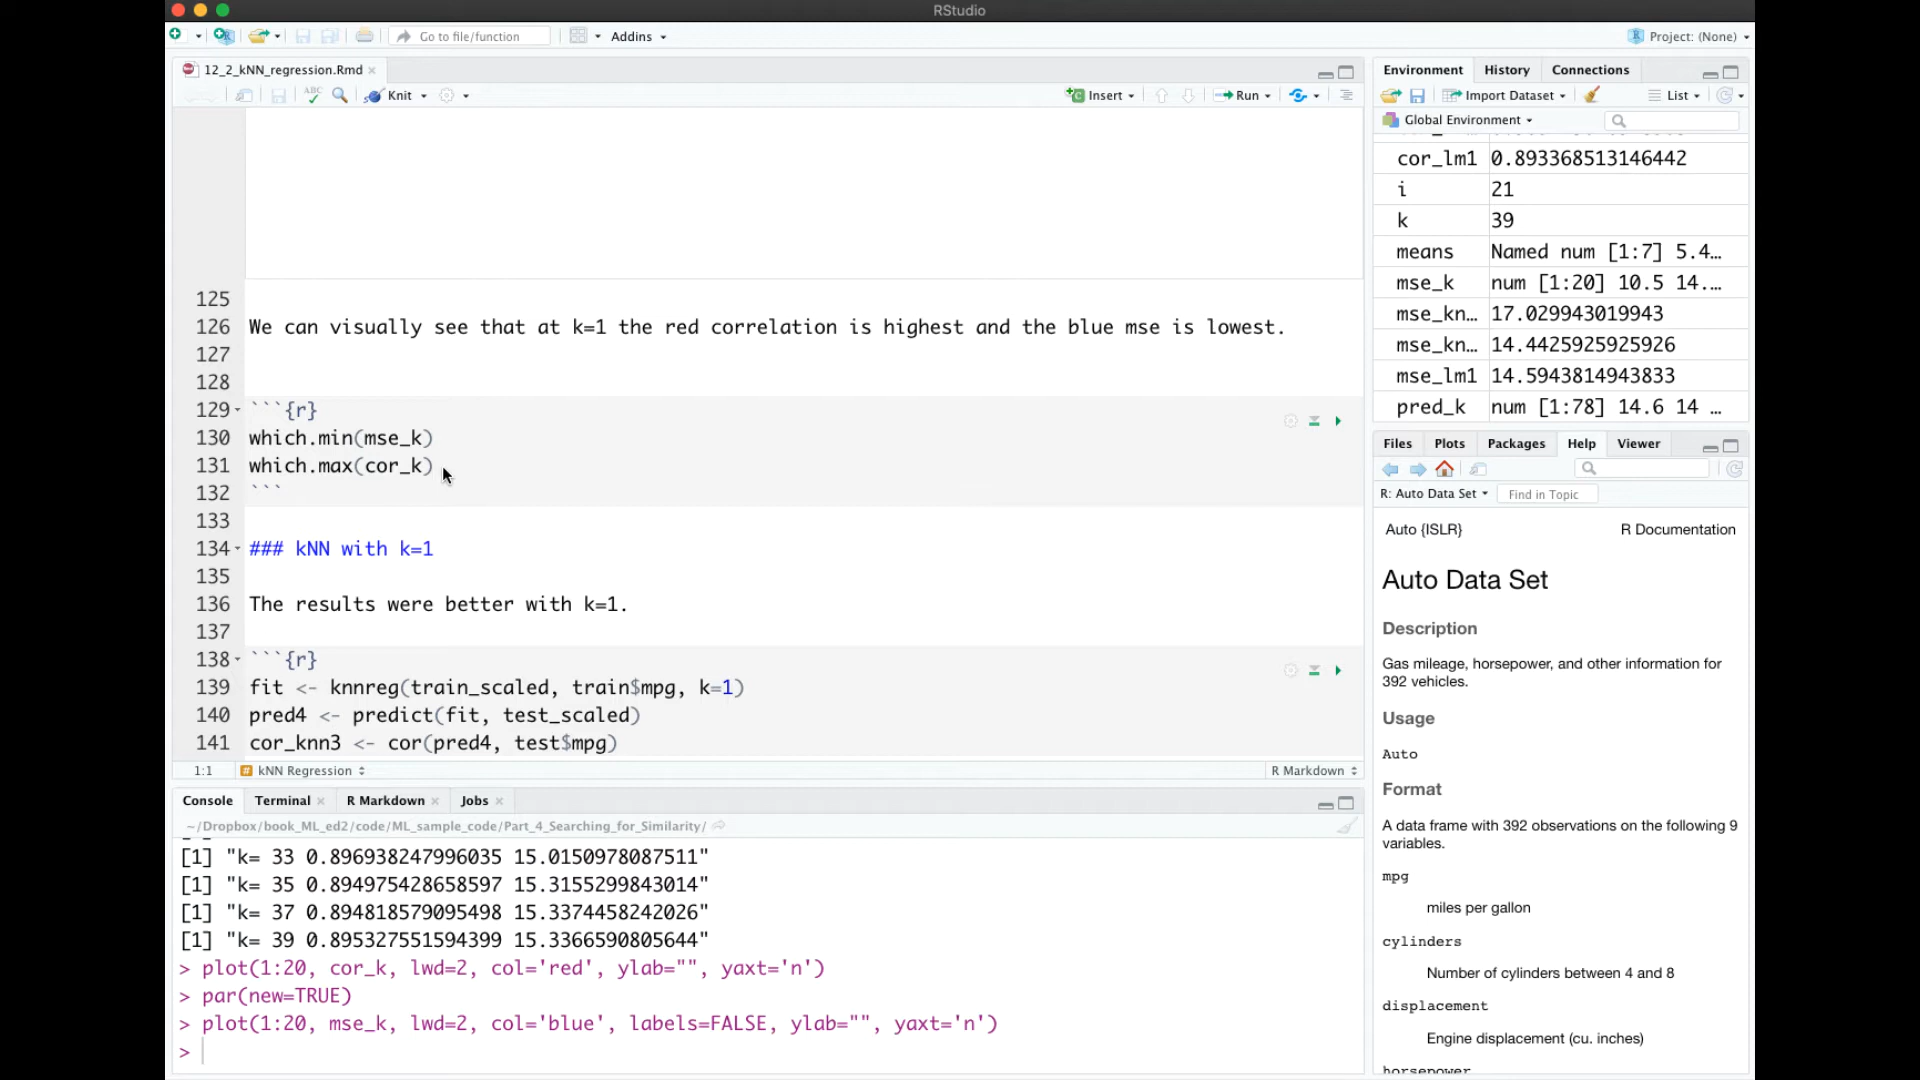 RStudio
Go to file/function
Addins
Project: (None)
12_2_kNN_regression.Rmd
ABC
Knit
Insert
Run
125
126 We can visually see that at k=1 the red correlation is highest and the blue mse is lowest.
127
128
129 ```{r}
130 which.min(mse_k)
131 which.max(cor_k)
132 ```
133
134 ### kNN with k=1
135
136 The results were better with k=1.
137
138 ```{r}
139 fit <- knnreg(train_scaled, train$mpg, k=1)
140 pred4 <- predict(fit, test_scaled)
141 cor_knn3 <- cor(pred4, test$mpg)
1:1 # kNN Regression R Markdown
Console Terminal R Markdown Jobs
~/Dropbox/book_ML_ed2/code/ML_sample_code/Part_4_Searching_for_Similarity/
[1] "k= 33 0.896938247996035 15.0150978087511"
[1] "k= 35 0.894975428658597 15.3155299843014"
[1] "k= 37 0.894818579095498 15.3374458242026"
[1] "k= 39 0.895327551594399 15.3366590805644"
> plot(1:20, cor_k, lwd=2, col='red', ylab="", yaxt='n')
> par(new=TRUE)
> plot(1:20, mse_k, lwd=2, col='blue', labels=FALSE, ylab="", yaxt='n')
>
Environment History Connections
Import Dataset List
Global Environment
cor_lm1 0.893368513146442
i 21
k 39
means Named num [1:7] 5.4…
mse_k num [1:20] 10.5 14.…
mse_kn… 17.029943019943
mse_kn… 14.4425925925926
mse_lm1 14.5943814943833
pred_k num [1:78] 14.6 14 …
Files Plots Packages Help Viewer
R: Auto Data Set Find in Topic
Auto {ISLR} R Documentation
Auto Data Set
Description
Gas mileage, horsepower, and other information for
392 vehicles.
Usage
Auto
Format
A data frame with 392 observations on the following 9
variables.
mpg
miles per gallon
cylinders
Number of cylinders between 4 and 8
displacement
Engine displacement (cu. inches)
horsepower